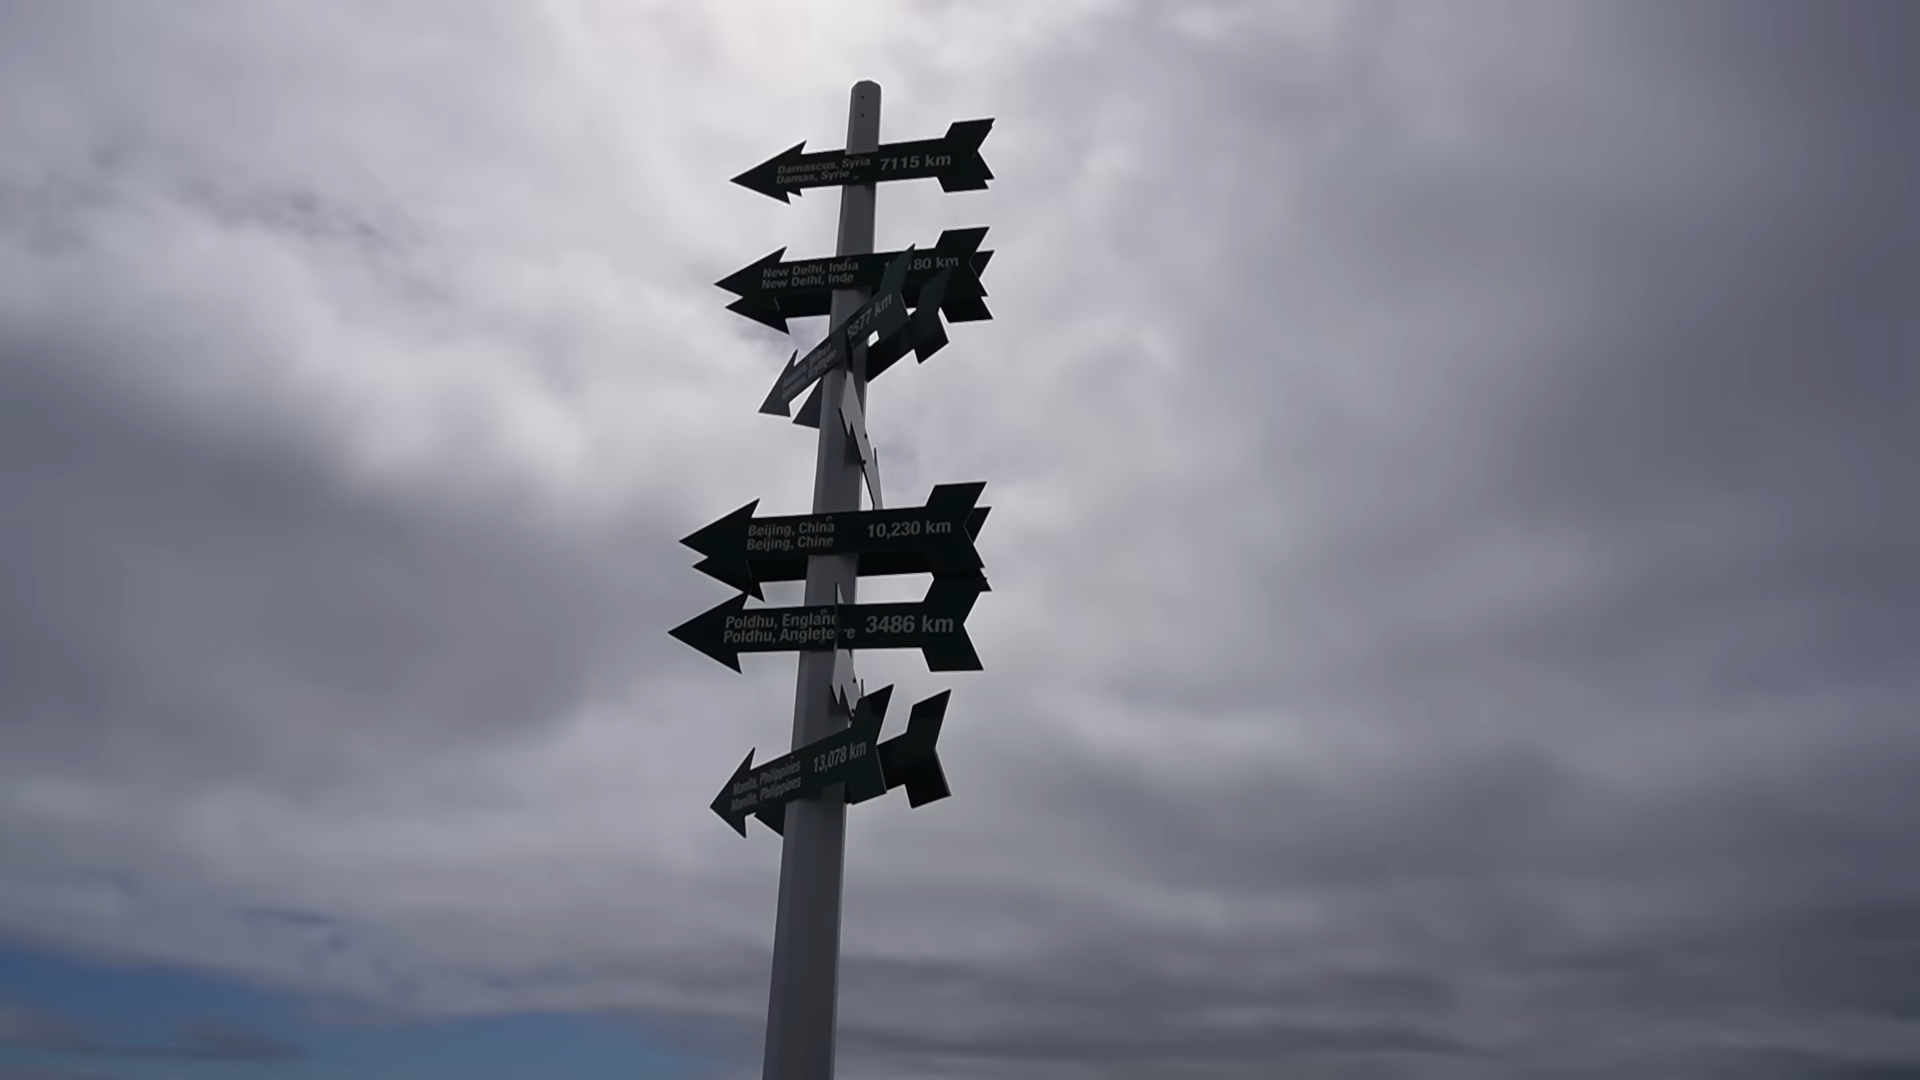 Damascus, Syria 7115 km
Damas, Syrie
New Delhi, India
New Delhi, Inde
Beijing, China 10,230 km
Beijing, Chine
Poldhu, England 3486 km
Poldhu,
Manila, Philippines 13,078 km
Manille, Philippines